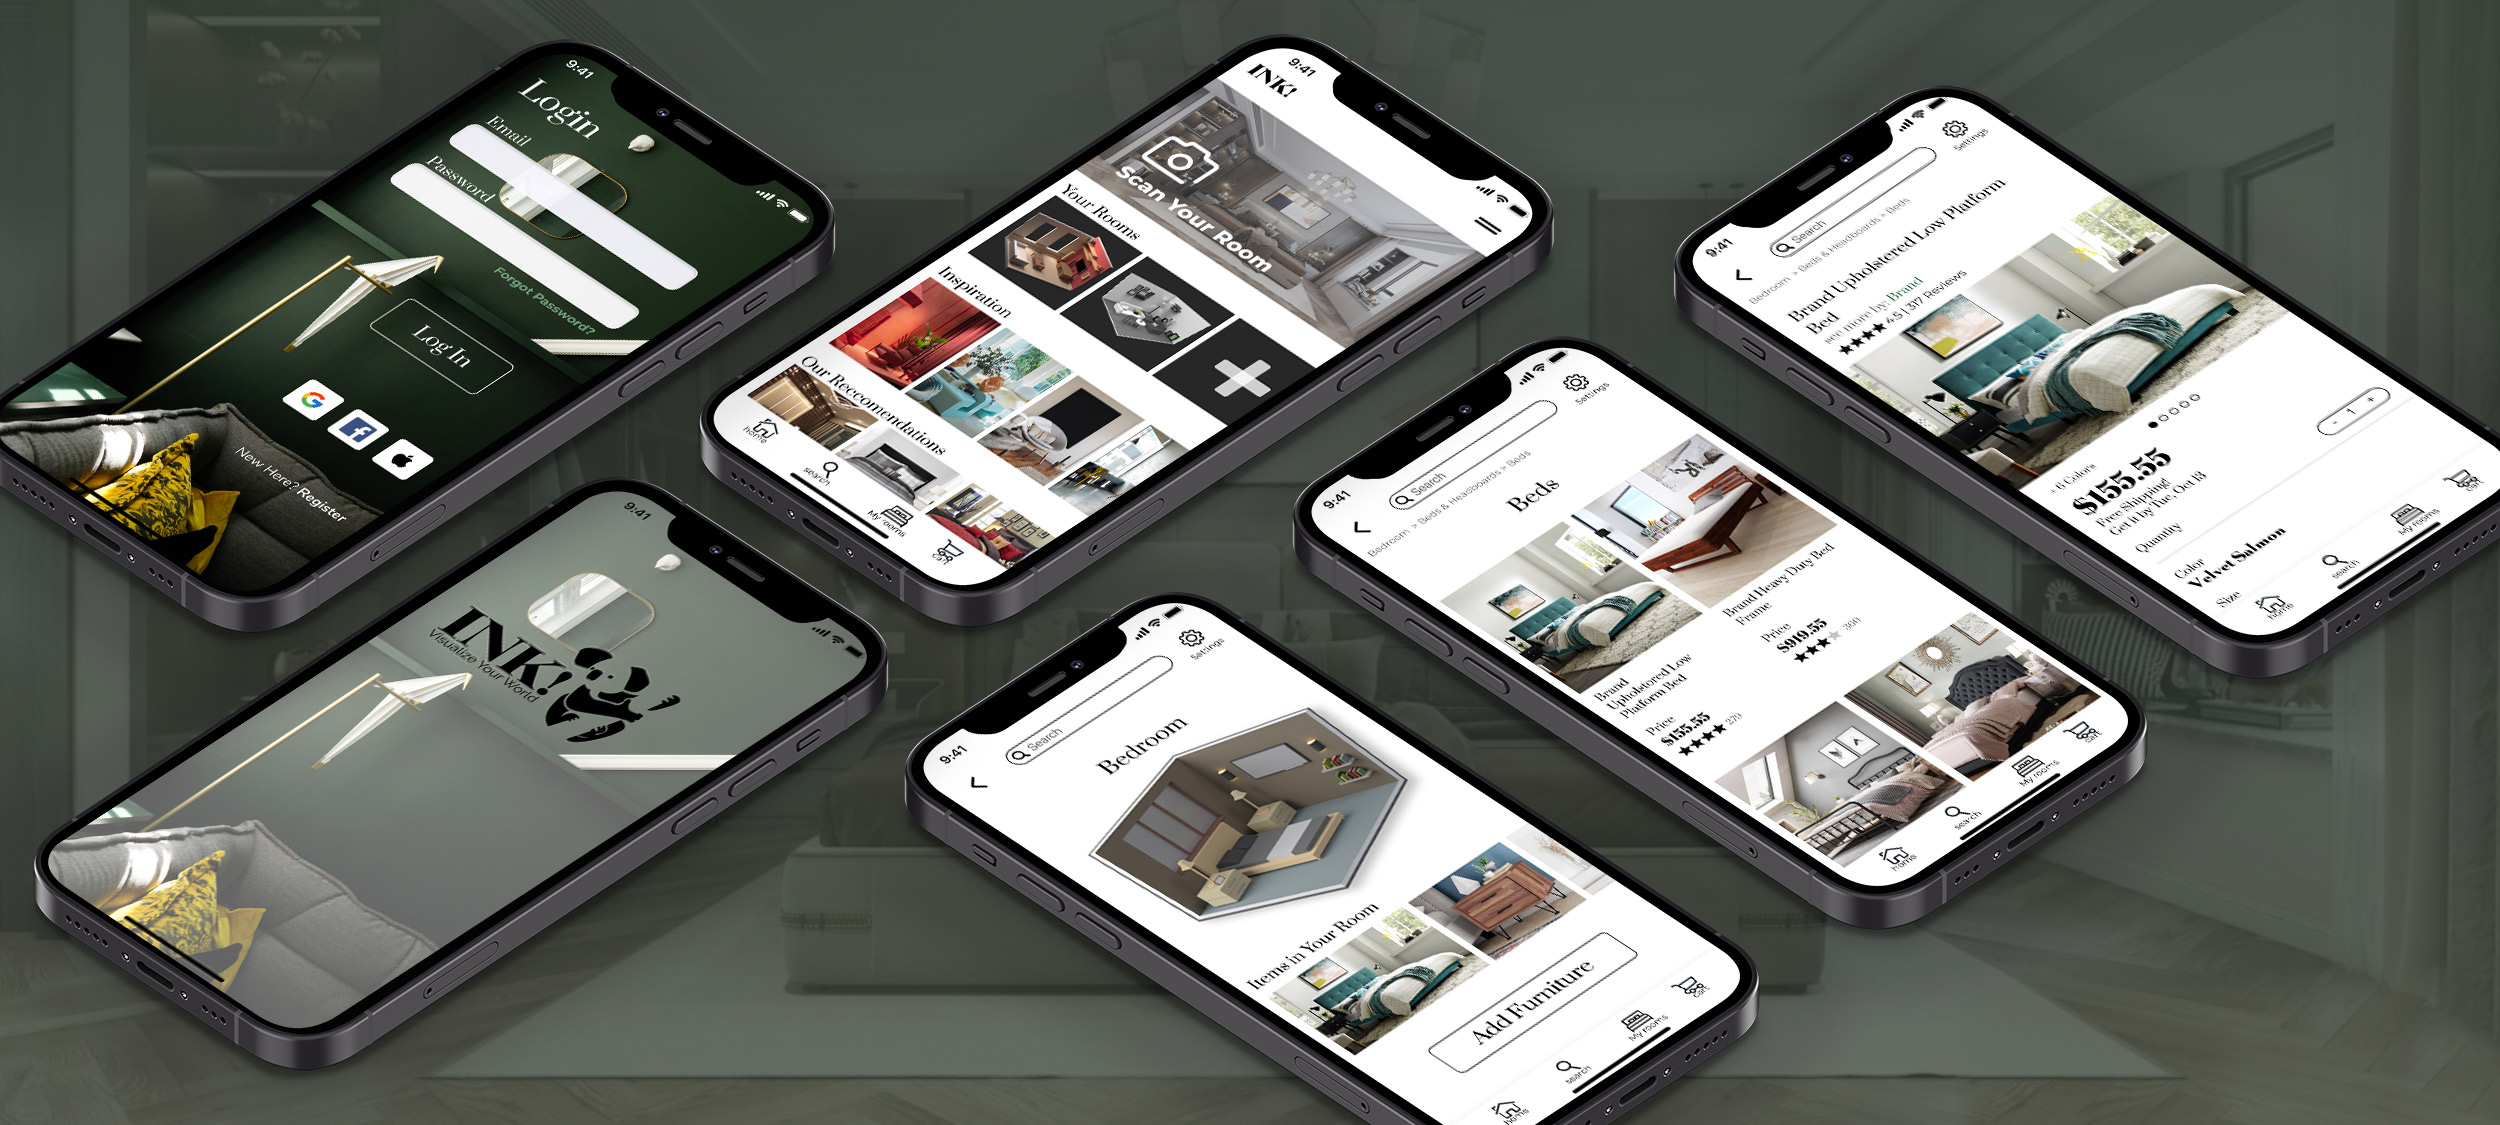 9:41
Login
Email
Password
Forgot Password?
Log In
New Here? Register
9:41
INK!
Visualize Your World
9:41
INK!
Scan Your Room
Your Rooms
Inspiration
Our Reccomendations
home
search
My rooms
cart
9:41
Search
Settings
Bedroom
Items in Your Room
Add Furniture
home
search
My rooms
cart
9:41
Search
Settings
Bedroom > Beds & Headboards > Beds
Beds
Brand
Upholstored Low
Platform Bed
Price
$155.55
279
Brand Heavy Duty Bed
Frame
Price
$919.55
360
home
search
My rooms
cart
9:41
Search
Settings
Bedroom > Beds & Headboards > Beds
Brand Upholstered Low Platform
Bed
see more by: Brand
4.5 | 317 Reviews
+ 6 Colors
$155.55
Free Shipping!
Get it by Tue, Oct 13
Quantity
- 1 +
Color
Velvet Salmon
Size
home
search
My rooms
cart